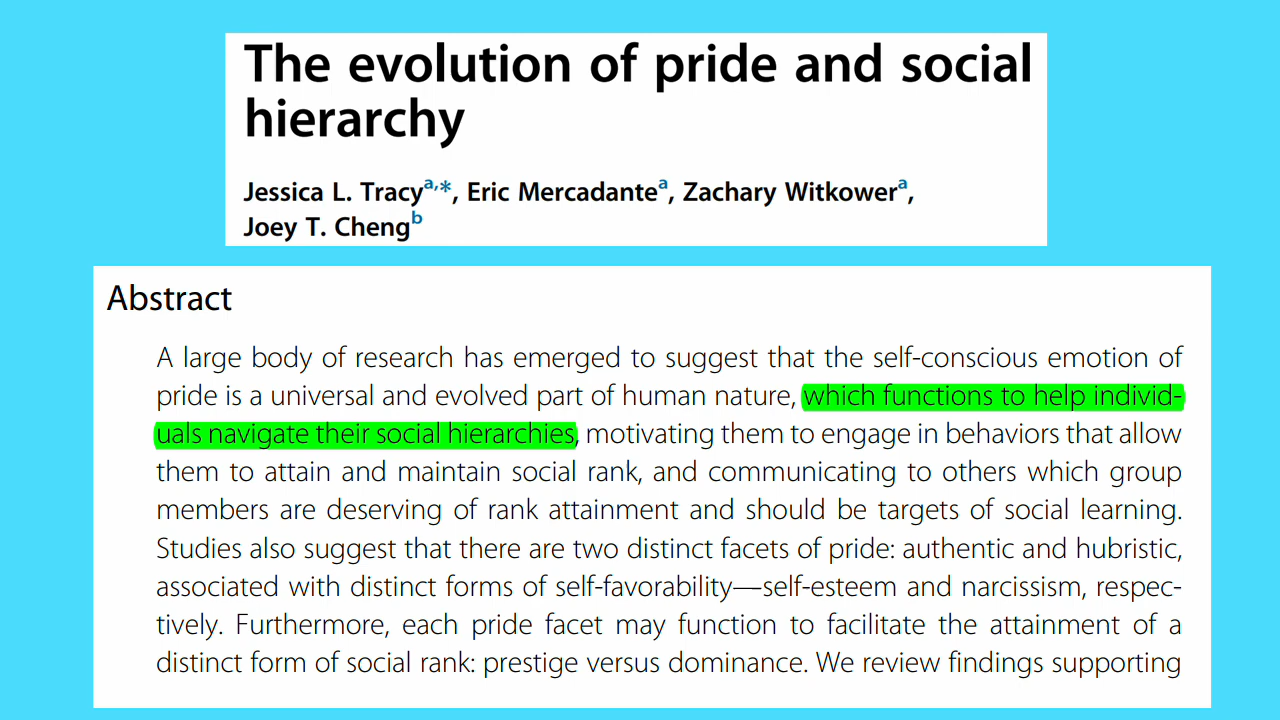 The evolution of pride and social
hierarchy
Jessica L. Tracyᵃ,*, Eric Mercadanteᵃ, Zachary Witkowerᵃ,
Joey T. Chengᵇ
Abstract
A large body of research has emerged to suggest that the self-conscious emotion of
pride is a universal and evolved part of human nature, which functions to help individ-
uals navigate their social hierarchies, motivating them to engage in behaviors that allow
them to attain and maintain social rank, and communicating to others which group
members are deserving of rank attainment and should be targets of social learning.
Studies also suggest that there are two distinct facets of pride: authentic and hubristic,
associated with distinct forms of self-favorability—self-esteem and narcissism, respec-
tively. Furthermore, each pride facet may function to facilitate the attainment of a
distinct form of social rank: prestige versus dominance. We review findings supporting